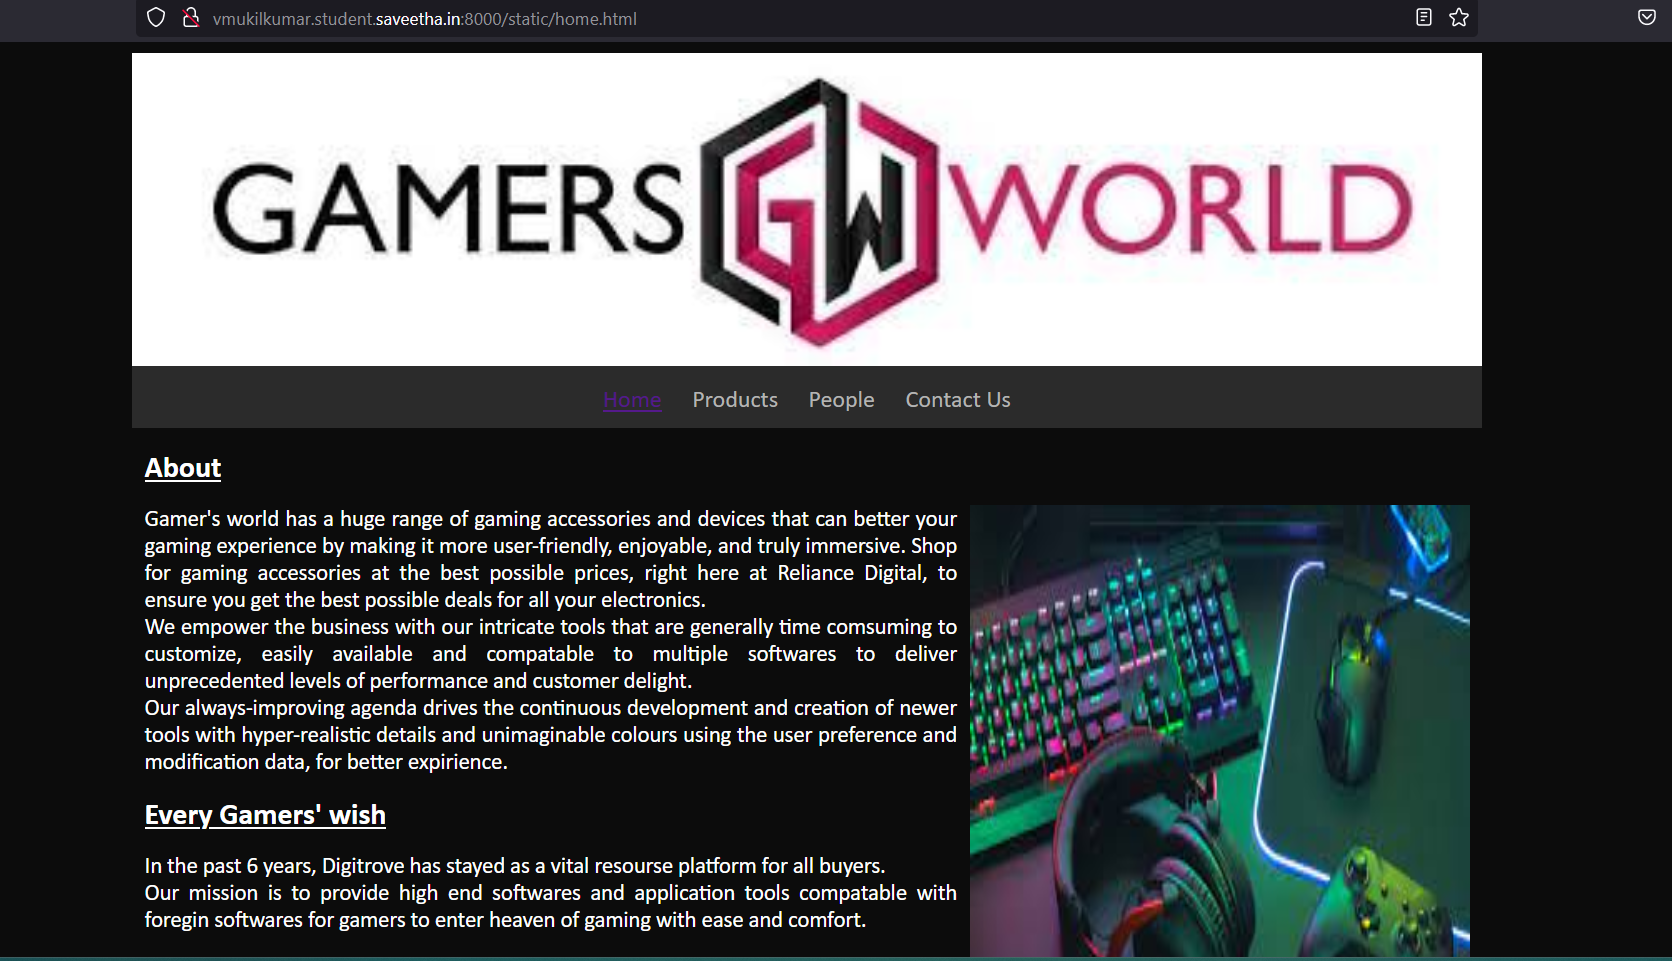 vmukilkumar.student.saveetha.in:8000/static/home.html
GAMERS GW WORLD
Home Products People Contact Us
About
Gamer's world has a huge range of gaming accessories and devices that can better your
gaming experience by making it more user-friendly, enjoyable, and truly immersive. Shop
for gaming accessories at the best possible prices, right here at Reliance Digital, to
ensure you get the best possible deals for all your electronics.
We empower the business with our intricate tools that are generally time comsuming to
customize, easily available and compatable to multiple softwares to deliver
unprecedented levels of performance and customer delight.
Our always-improving agenda drives the continuous development and creation of newer
tools with hyper-realistic details and unimaginable colours using the user preference and
modification data, for better expirience.
Every Gamers' wish
In the past 6 years, Digitrove has stayed as a vital resourse platform for all buyers.
Our mission is to provide high end softwares and application tools compatable with
foregin softwares for gamers to enter heaven of gaming with ease and comfort.